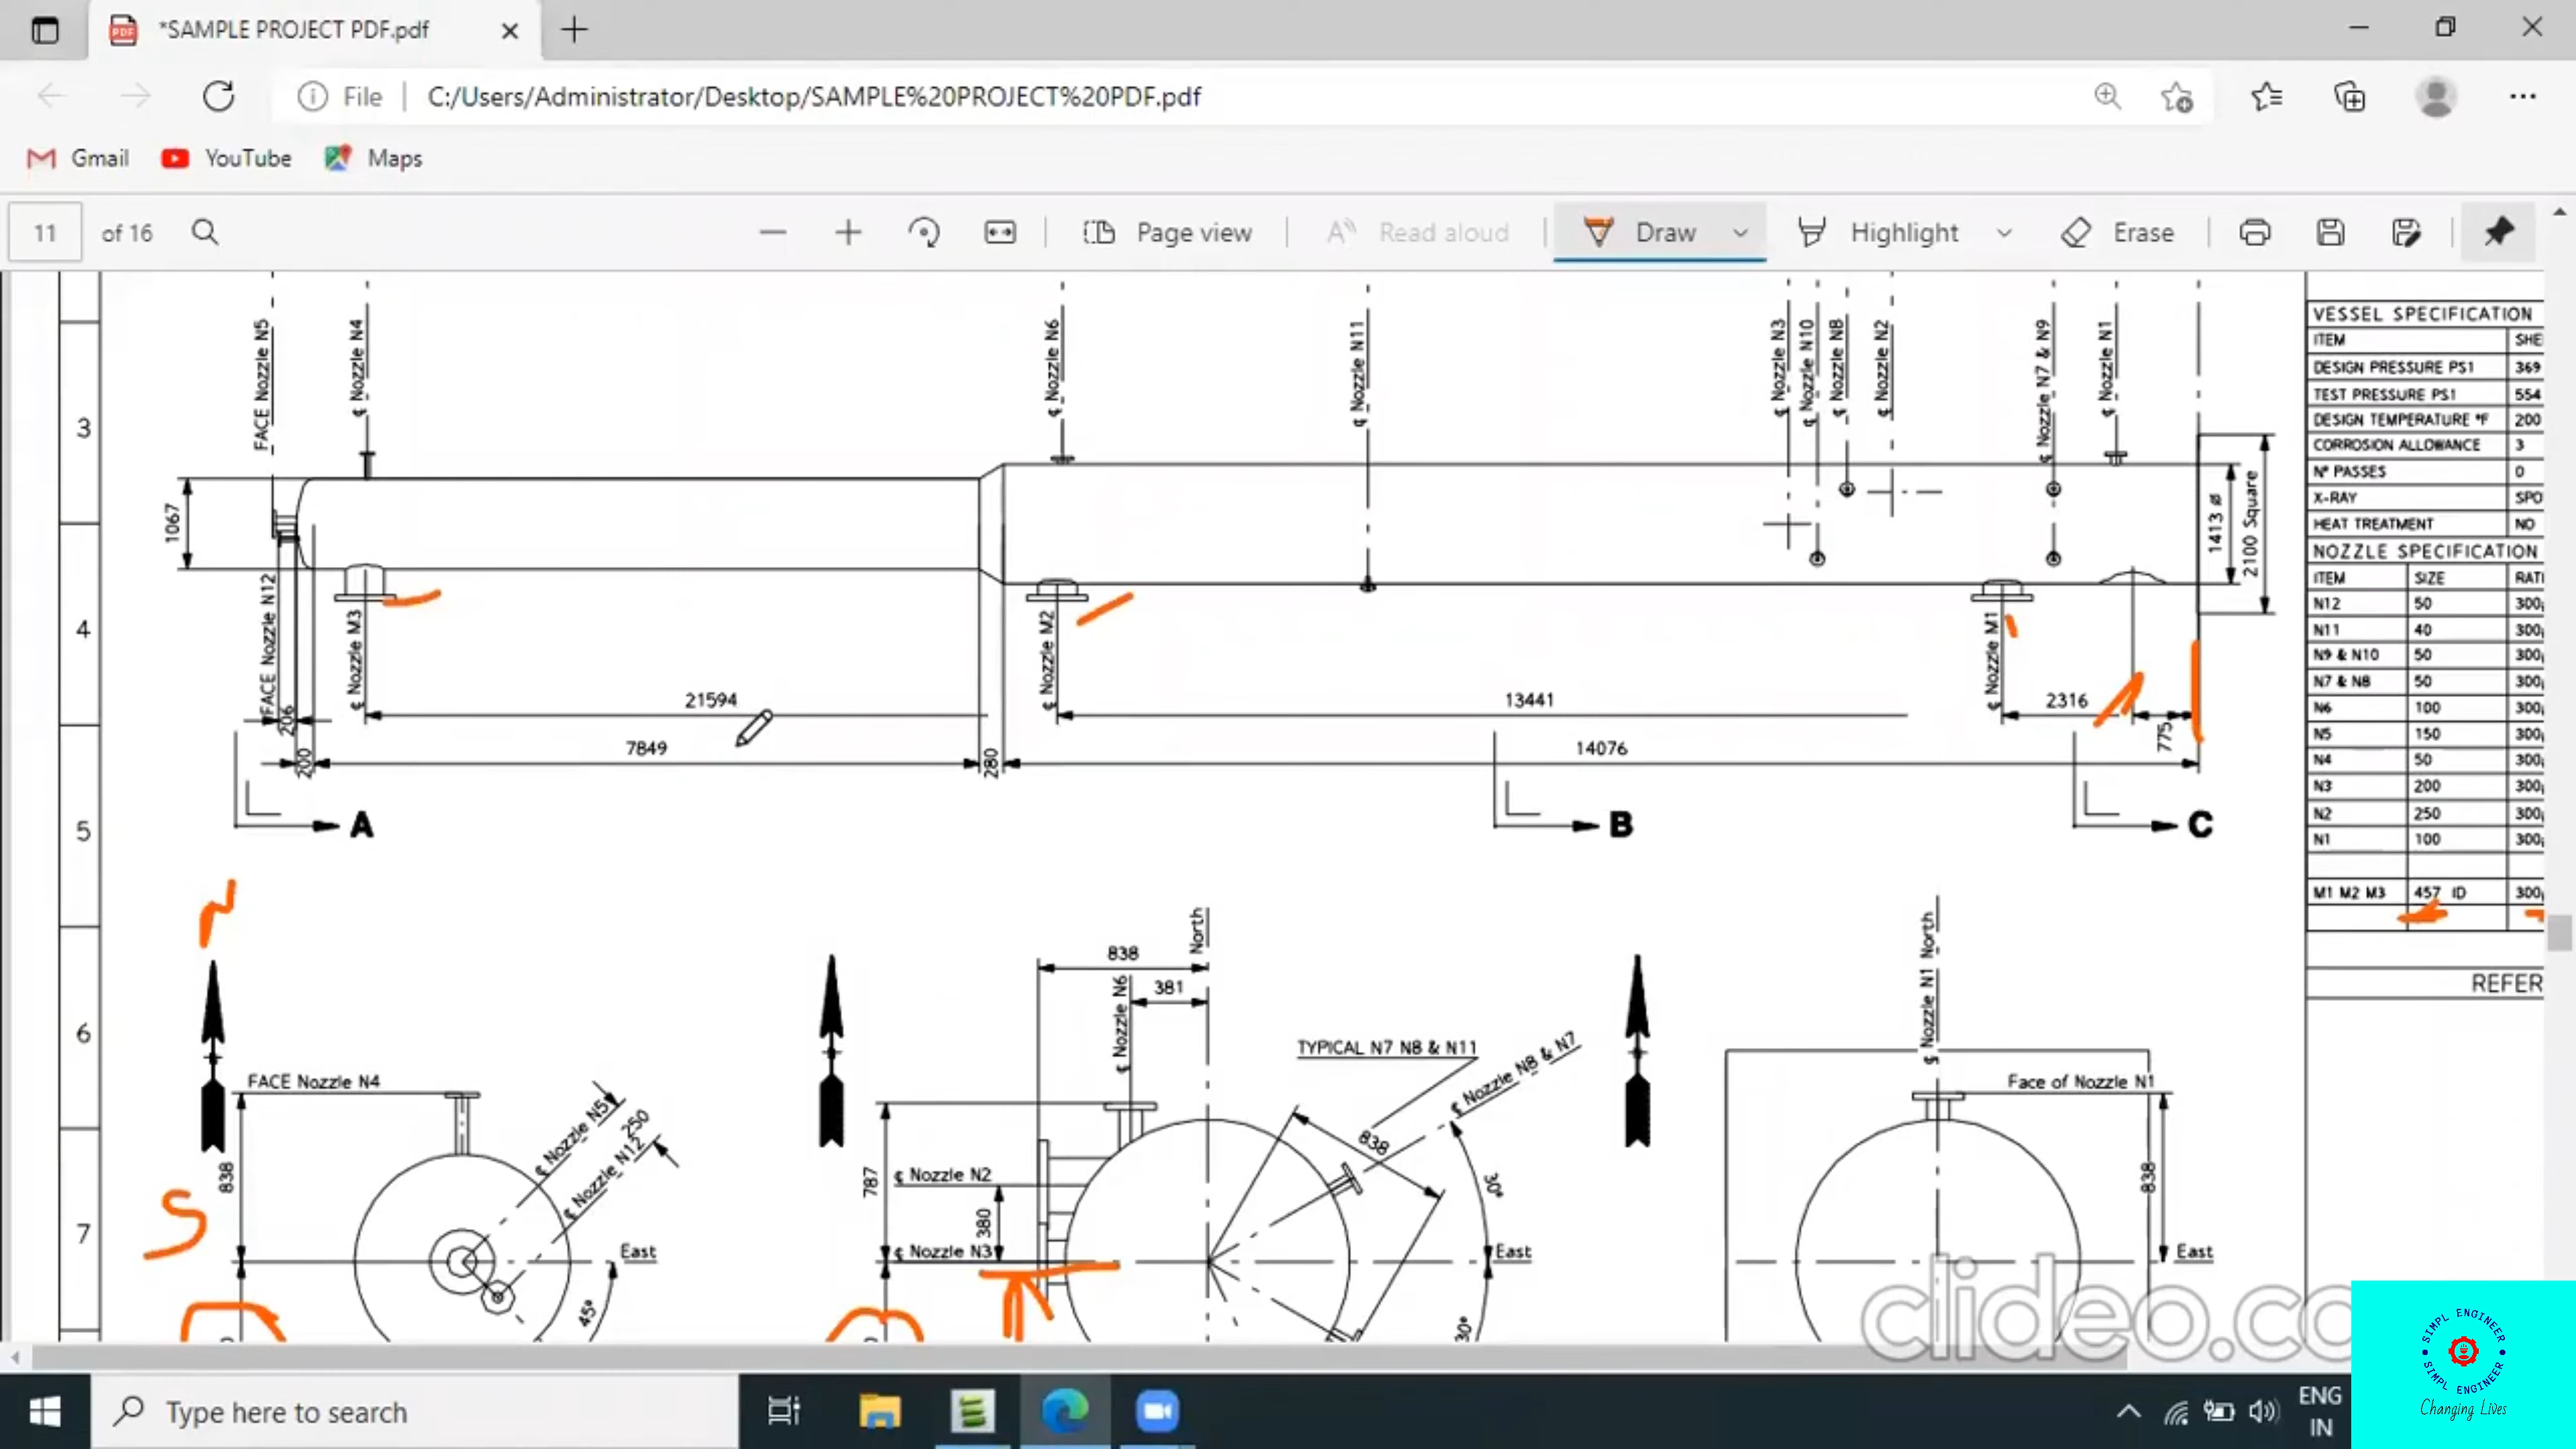 *SAMPLE PROJECT PDF.pdf
File
C:/Users/Administrator/Desktop/SAMPLE%20PROJECT%20PDF.pdf
Gmail
YouTube
Maps
11 of 16
Page view
Read aloud
Draw
Highlight
Erase
3
4
5
6
7
FACE Nozzle N5
℄ Nozzle N4
℄ Nozzle N6
℄ Nozzle N11
℄ Nozzle N3
℄ Nozzle N10
℄ Nozzle N8
℄ Nozzle N2
℄ Nozzle N7 & N9
℄ Nozzle N1
1067
1413 Ø
2100 Square
FACE Nozzle N12
℄ Nozzle M3
℄ Nozzle M2
℄ Nozzle M1
21594
13441
2316
775
206
200
7849
280
14076
A
B
C
VESSEL SPECIFICATION
ITEM SHE
DESIGN PRESSURE PS1 369
TEST PRESSURE PS1 554
DESIGN TEMPERATURE °F 200
CORROSION ALLOWANCE 3
Nº PASSES 0
X-RAY SPO
HEAT TREATMENT NO
NOZZLE SPECIFICATION
ITEM SIZE RATI
N12 50 300
N11 40 300
N9 & N10 50 300
N7 & N8 50 300
N6 100 300
N5 150 300
N4 50 300
N3 200 300
N2 250 300
N1 100 300
M1 M2 M3 457 ID 300
REFER
N
S
FACE Nozzle N4
838
℄ Nozzle N5
250
℄ Nozzle N12
East
45°
838
North
381
℄ Nozzle N6
TYPICAL N7 N8 & N11
℄ Nozzle N8 & N7
838
30°
787
℄ Nozzle N2
380
℄ Nozzle N3
East
30°
℄ Nozzle N1 North
Face of Nozzle N1
838
East
clideo.co
SIMPL ENGINEER
SIMPL ENGINEER
Changing Lives
Type here to search
ENG
IN